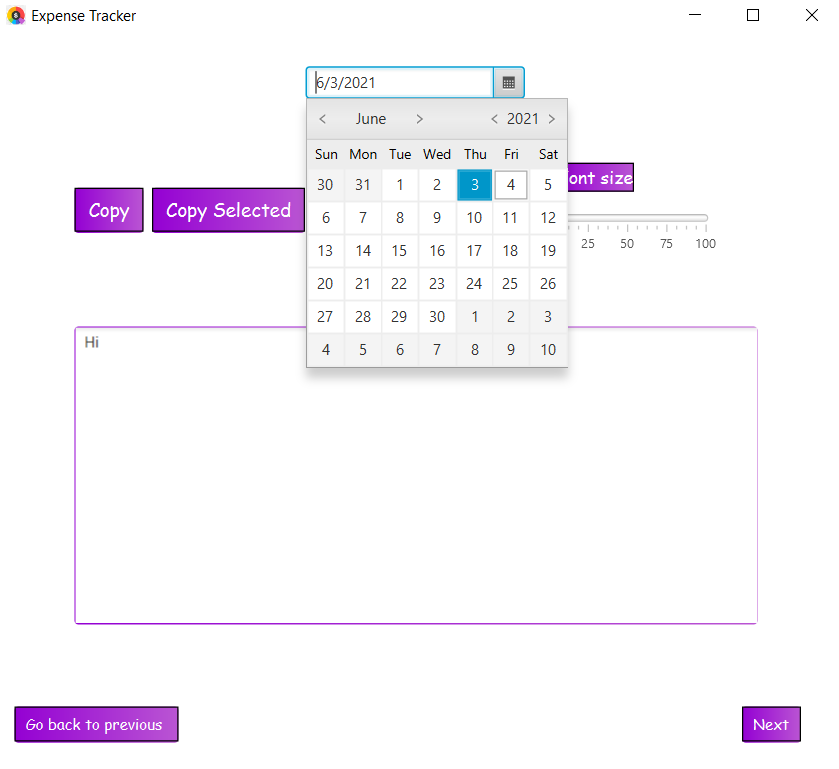 Expense Tracker
6/3/2021
< June > < 2021 >
Sun Mon Tue Wed Thu Fri Sat
30 31 1 2 3 4 5
6 7 8 9 10 11 12
13 14 15 16 17 18 19
20 21 22 23 24 25 26
27 28 29 30 1 2 3
4 5 6 7 8 9 10
Copy
Copy Selected
ont size
25 50 75 100
Hi
Go back to previous
Next